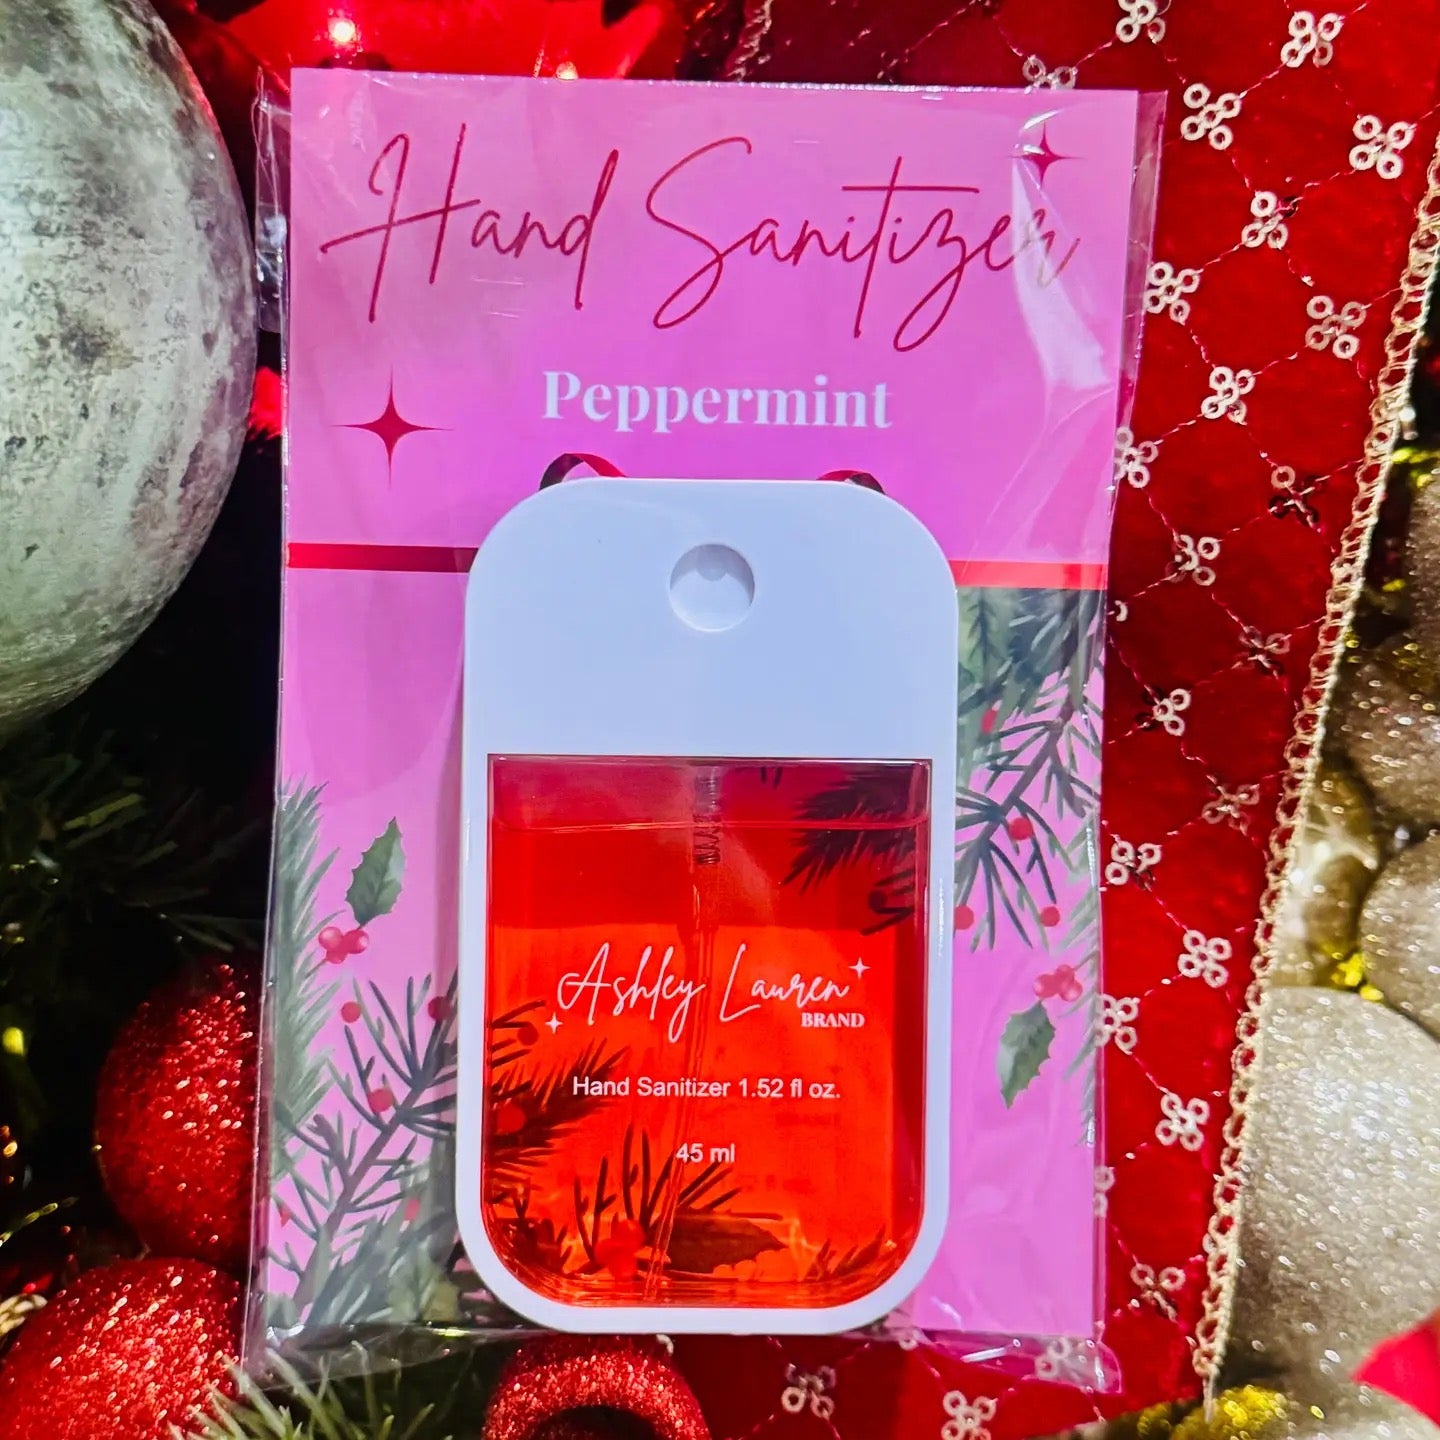 Hand Sanitizer
Peppermint
Ashley Lauren
BRAND
Hand Sanitizer 1.52 fl oz.
45 ml